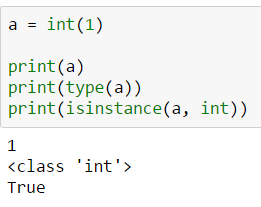 a = int(1)
print(a)
print(type(a))
print(isinstance(a, int))
1
<class 'int'>
True